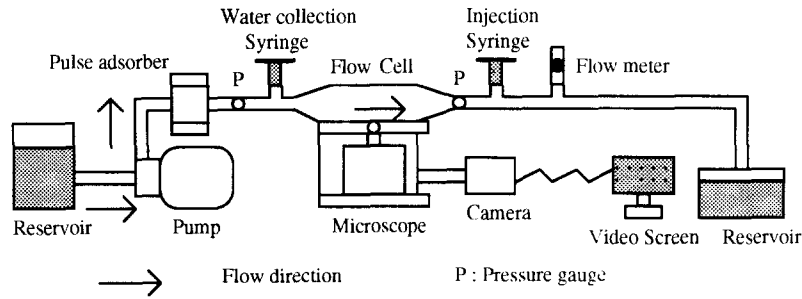 Water collection
Syringe
Injection
Syringe
Pulse adsorber
P
Flow Cell
P
Flow meter
Reservoir
Pump
Microscope
Camera
Video Screen
Reservoir
Flow direction
P : Pressure gauge